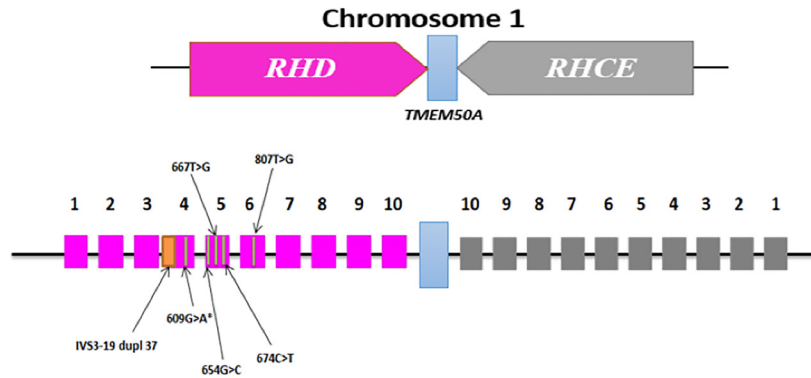 Chromosome 1
RHD RHCE
TMEM50A
667T>G 807T>G
1 2 3 4 5 6 7 8 9 10 10 9 8 7 6 5 4 3 2 1
609G>A*
IVS3-19 dupl 37
674C>T
654G>C